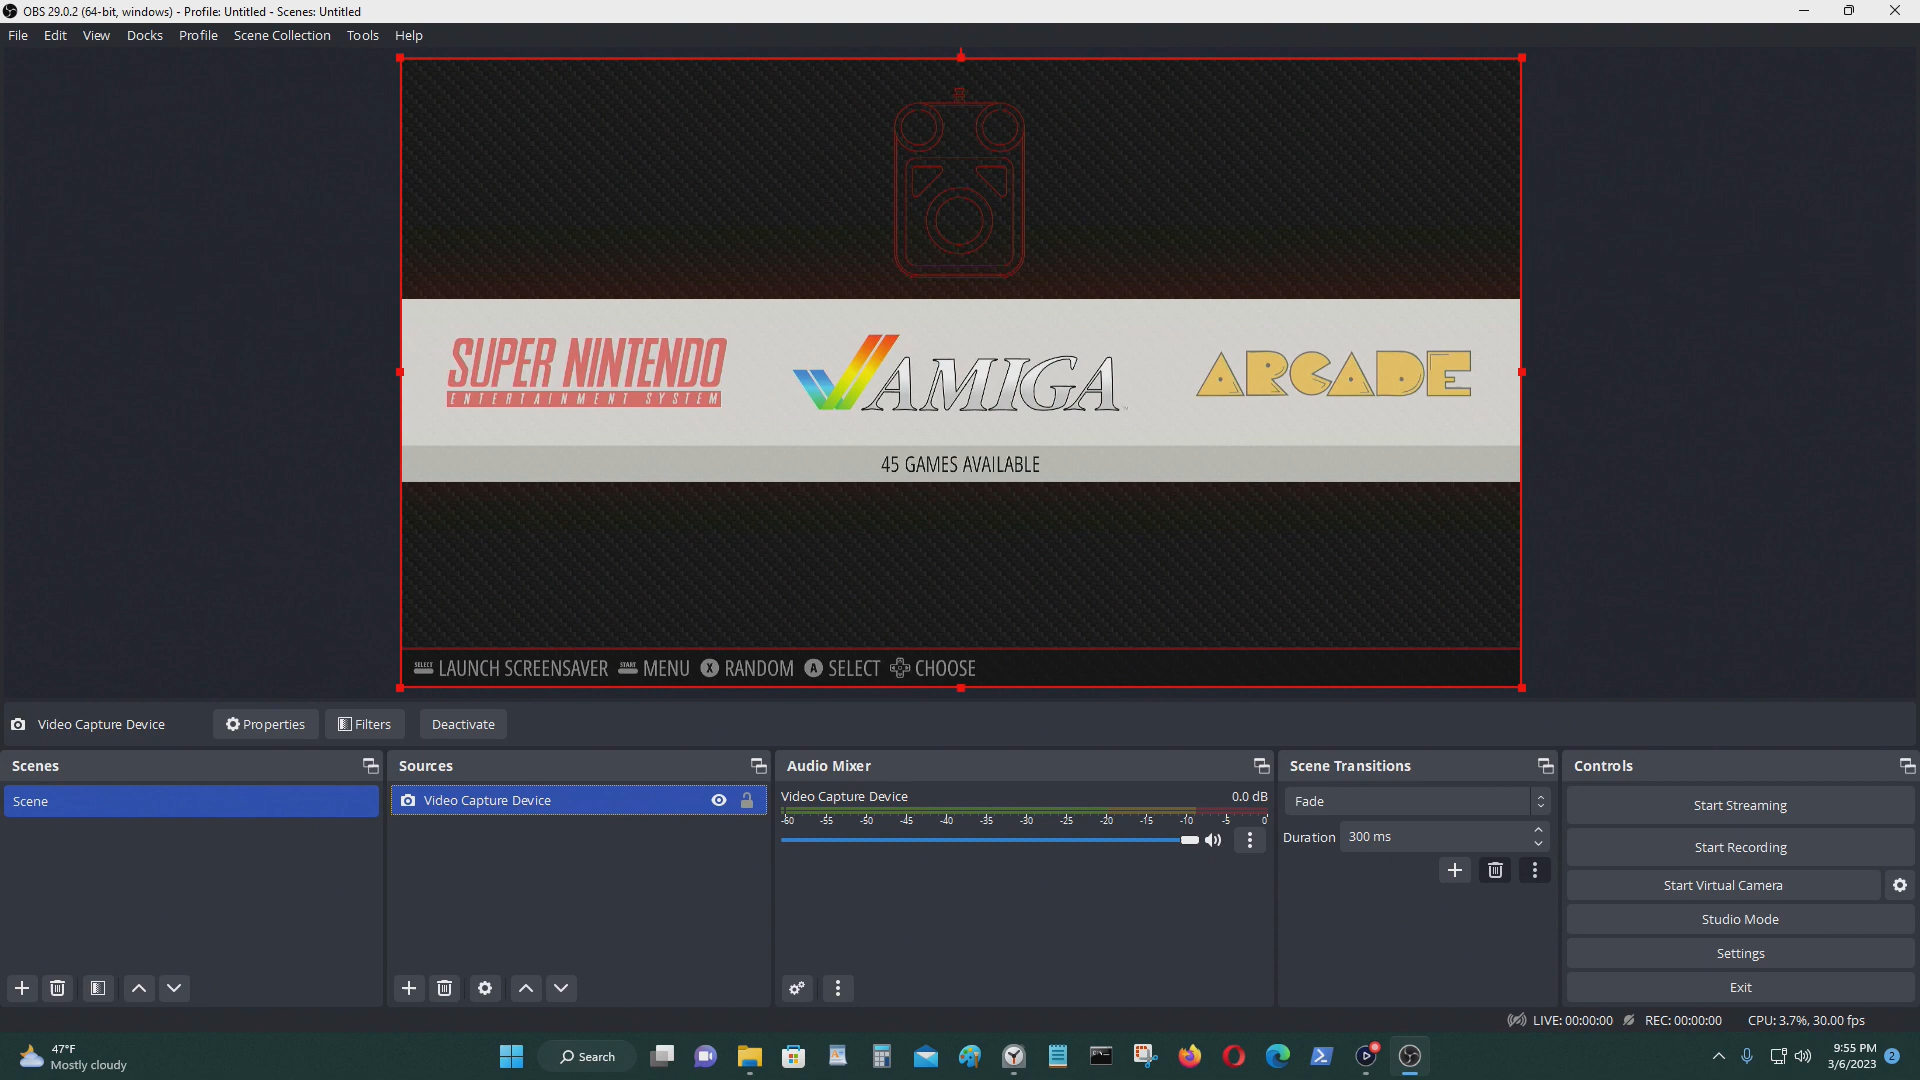 OBS 29.0.2 (64-bit, windows) - Profile: Untitled - Scenes: Untitled
File Edit View Docks Profile Scene Collection Tools Help
SUPER NINTENDO
ENTERTAINMENT SYSTEM
AMIGA
ARCADE
45 GAMES AVAILABLE
SELECT LAUNCH SCREENSAVER START MENU X RANDOM A SELECT CHOOSE
Video Capture Device Properties Filters Deactivate
Scenes
Scene
Sources
Video Capture Device
Audio Mixer
Video Capture Device 0.0 dB
-60 -55 -50 -45 -40 -35 -30 -25 -20 -15 -10 -5 0
Scene Transitions
Fade
Duration 300 ms
Controls
Start Streaming
Start Recording
Start Virtual Camera
Studio Mode
Settings
Exit
LIVE: 00:00:00 REC: 00:00:00 CPU: 3.7%, 30.00 fps
47°F
Mostly cloudy
Search
9:55 PM
3/6/2023
2